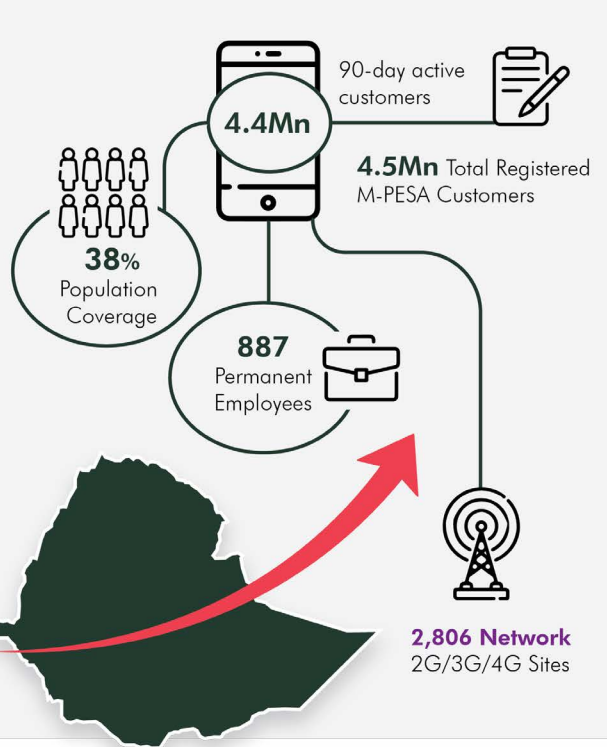 90-day active
customers
4.4Mn
4.5Mn Total Registered
M-PESA Customers
38%
Population
Coverage
887
Permanent
Employees
2,806 Network
2G/3G/4G Sites